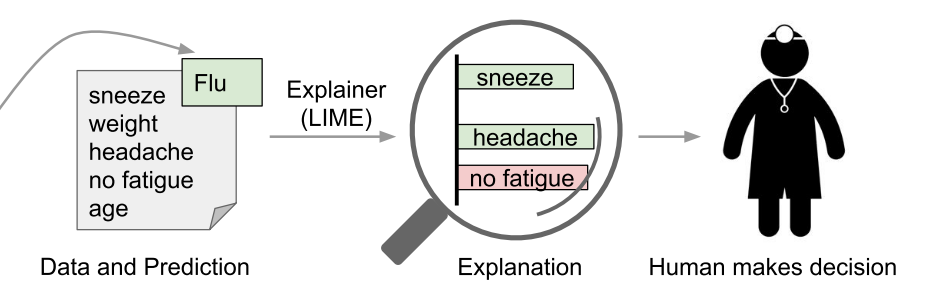 Flu
sneeze
weight
headache
no fatigue
age
Data and Prediction
Explainer
(LIME)
sneeze
headache
no fatigue
Explanation
Human makes decision